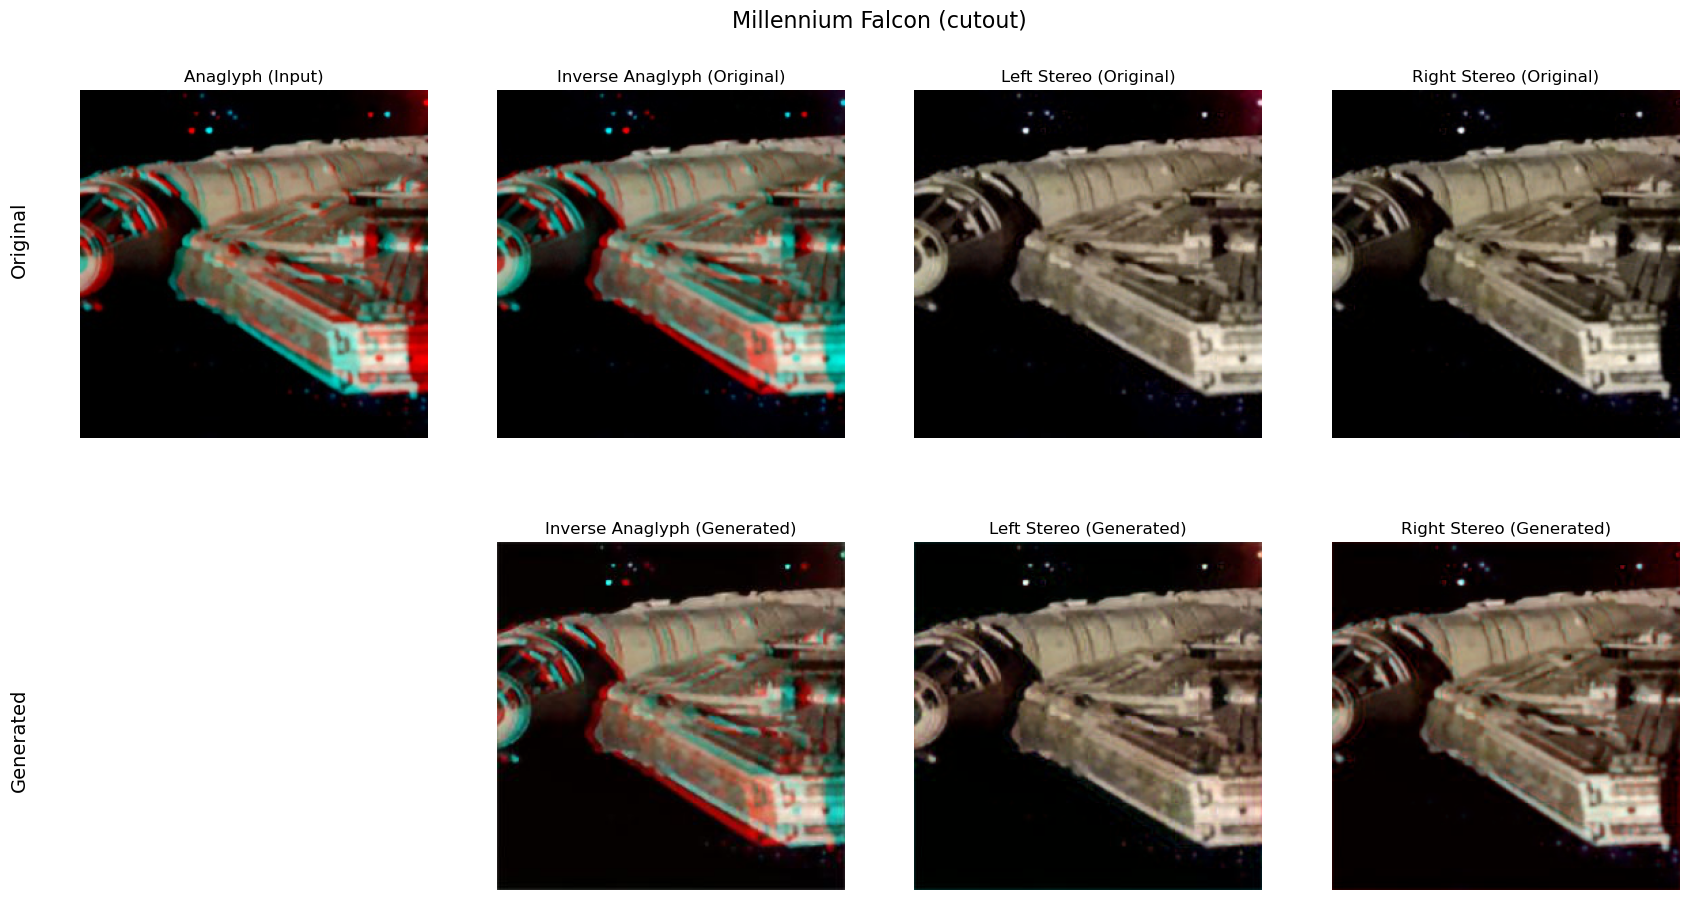 Millennium Falcon (cutout)
Anaglyph (Input)
Inverse Anaglyph (Original)
Left Stereo (Original)
Right Stereo (Original)
Original
Inverse Anaglyph (Generated)
Left Stereo (Generated)
Right Stereo (Generated)
Generated